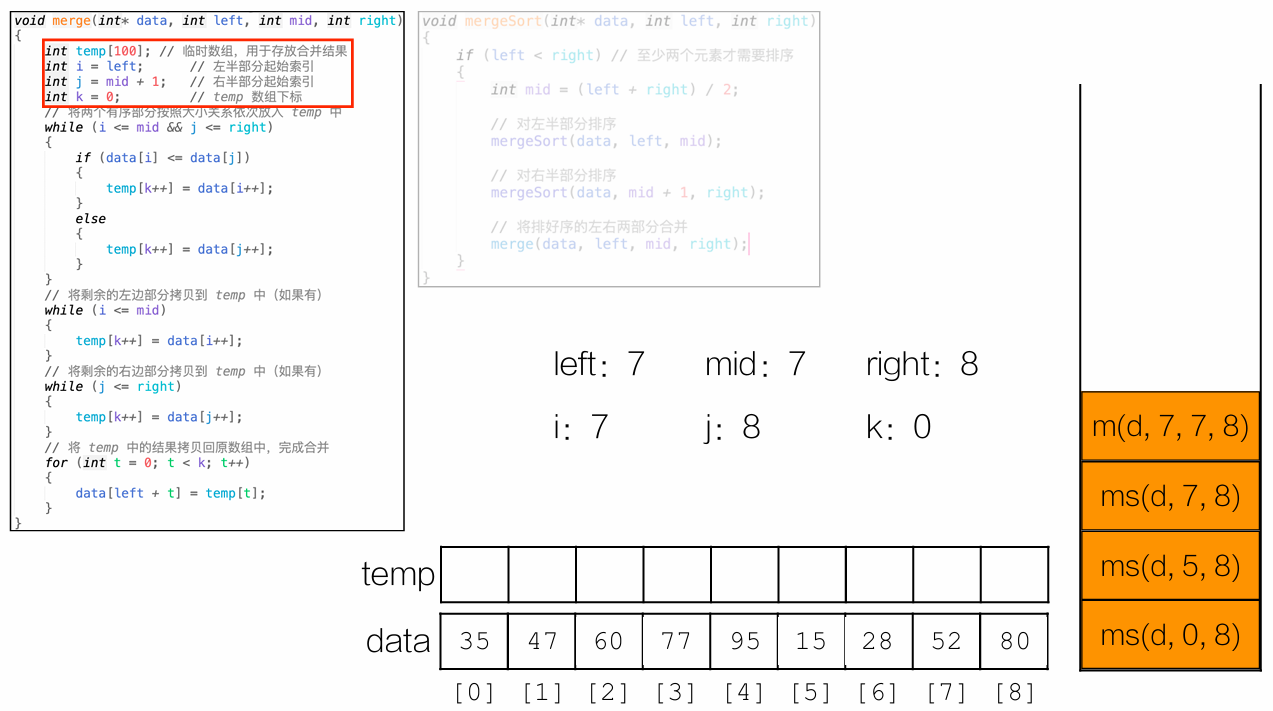 void merge(int* data, int left, int mid, int right)
{
int temp[100]; // 临时数组，用于存放合并结果
int i = left; // 左半部分起始索引
int j = mid + 1; // 右半部分起始索引
int k = 0; // temp 数组下标
// 将两个有序部分按照大小关系依次放入 temp 中
while (i <= mid && j <= right)
{
if (data[i] <= data[j])
{
temp[k++] = data[i++];
}
else
{
temp[k++] = data[j++];
}
}
// 将剩余的左边部分拷贝到 temp 中（如果有）
while (i <= mid)
{
temp[k++] = data[i++];
}
// 将剩余的右边部分拷贝到 temp 中（如果有）
while (j <= right)
{
temp[k++] = data[j++];
}
// 将 temp 中的结果拷贝回原数组中，完成合并
for (int t = 0; t < k; t++)
{
data[left + t] = temp[t];
}
}
void mergeSort(int* data, int left, int right)
{
if (left < right) // 至少两个元素才需要排序
{
int mid = (left + right) / 2;
// 对左半部分排序
mergeSort(data, left, mid);
// 对右半部分排序
mergeSort(data, mid + 1, right);
// 将排好序的左右两部分合并
merge(data, left, mid, right);
}
}
left: 7 mid: 7 right: 8
i: 7 j: 8 k: 0
m(d, 7, 7, 8)
ms(d, 7, 8)
ms(d, 5, 8)
ms(d, 0, 8)
temp
data 35 47 60 77 95 15 28 52 80
[0] [1] [2] [3] [4] [5] [6] [7] [8]